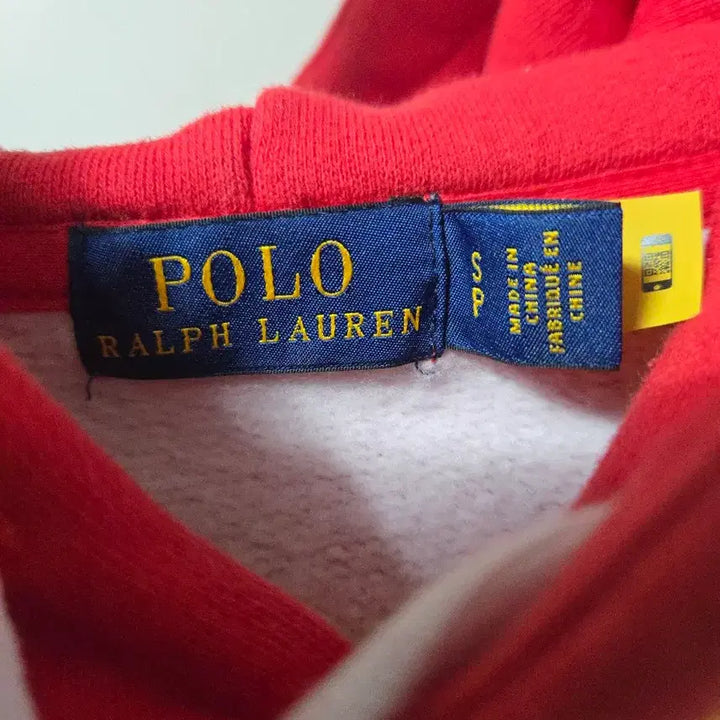 POLO
RALPH LAUREN
S
P
MADE IN
CHINA
FABRIQUÉ EN
CHINE